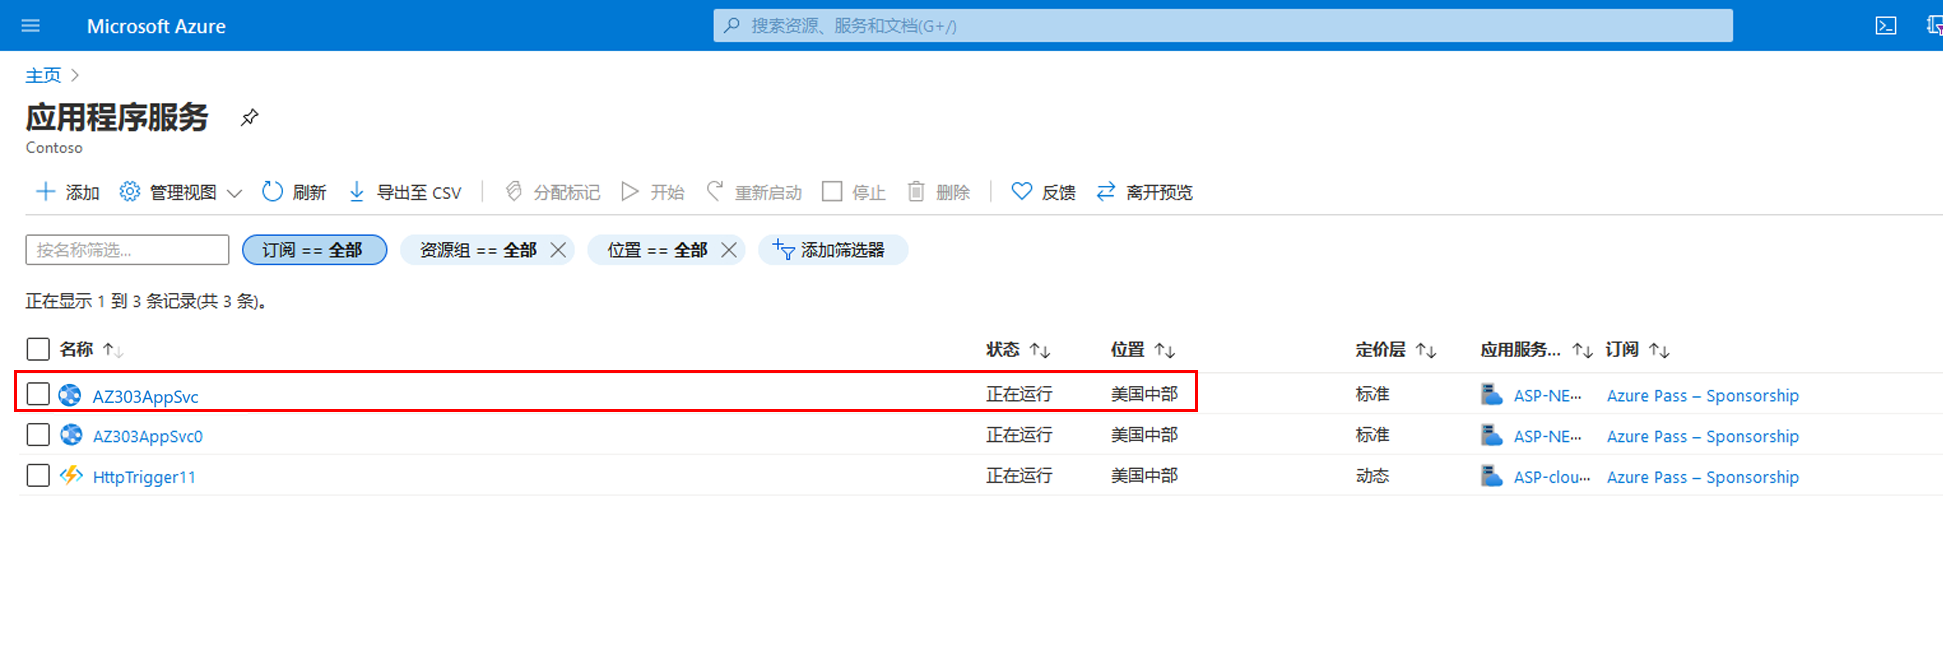 Microsoft Azure
搜索资源、服务和文档(G+/)
主页
应用程序服务
Contoso
添加 管理视图 刷新 导出至 CSV 分配标记 开始 重新启动 停止 删除 反馈 离开预览
按名称筛选... 订阅 == 全部 资源组 == 全部 位置 == 全部 添加筛选器
正在显示 1 到 3 条记录(共 3 条)。
名称 状态 位置 定价层 应用服务... 订阅
AZ303AppSvc 正在运行 美国中部 标准 ASP-NE... Azure Pass – Sponsorship
AZ303AppSvc0 正在运行 美国中部 标准 ASP-NE... Azure Pass – Sponsorship
HttpTrigger11 正在运行 美国中部 动态 ASP-clou... Azure Pass – Sponsorship